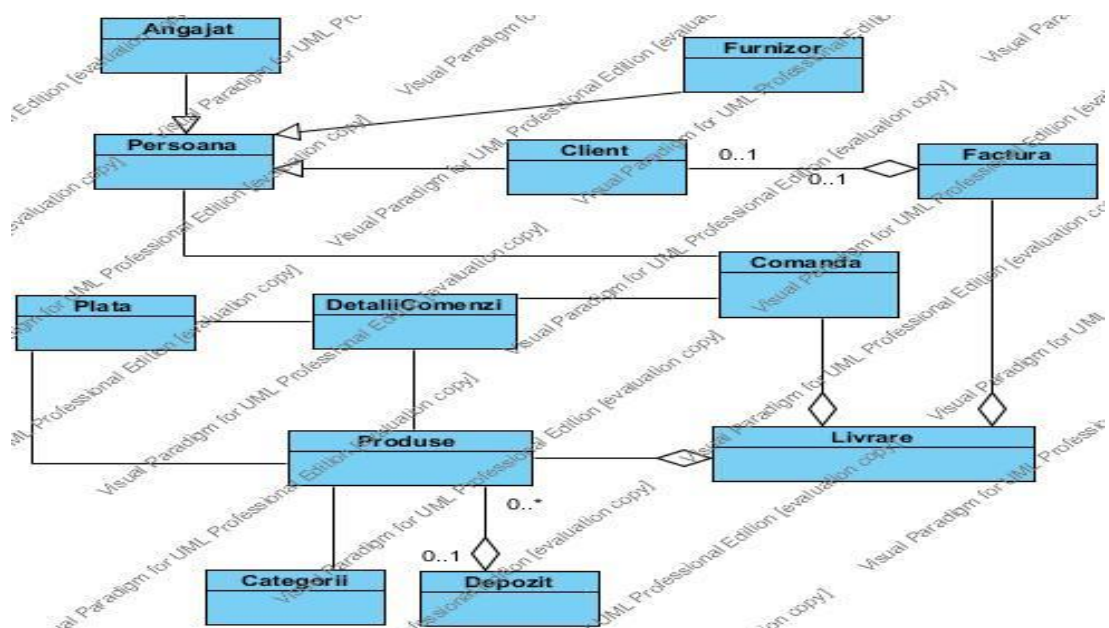 Angajat
Furnizor
Persoana
Client
0..1
0..1
Factura
Comanda
Plata
DetaliiComenzi
Produse
Livrare
0..*
0..1
Categorii
Depozit
Visual Paradigm for UML Professional Edition [evaluation copy]